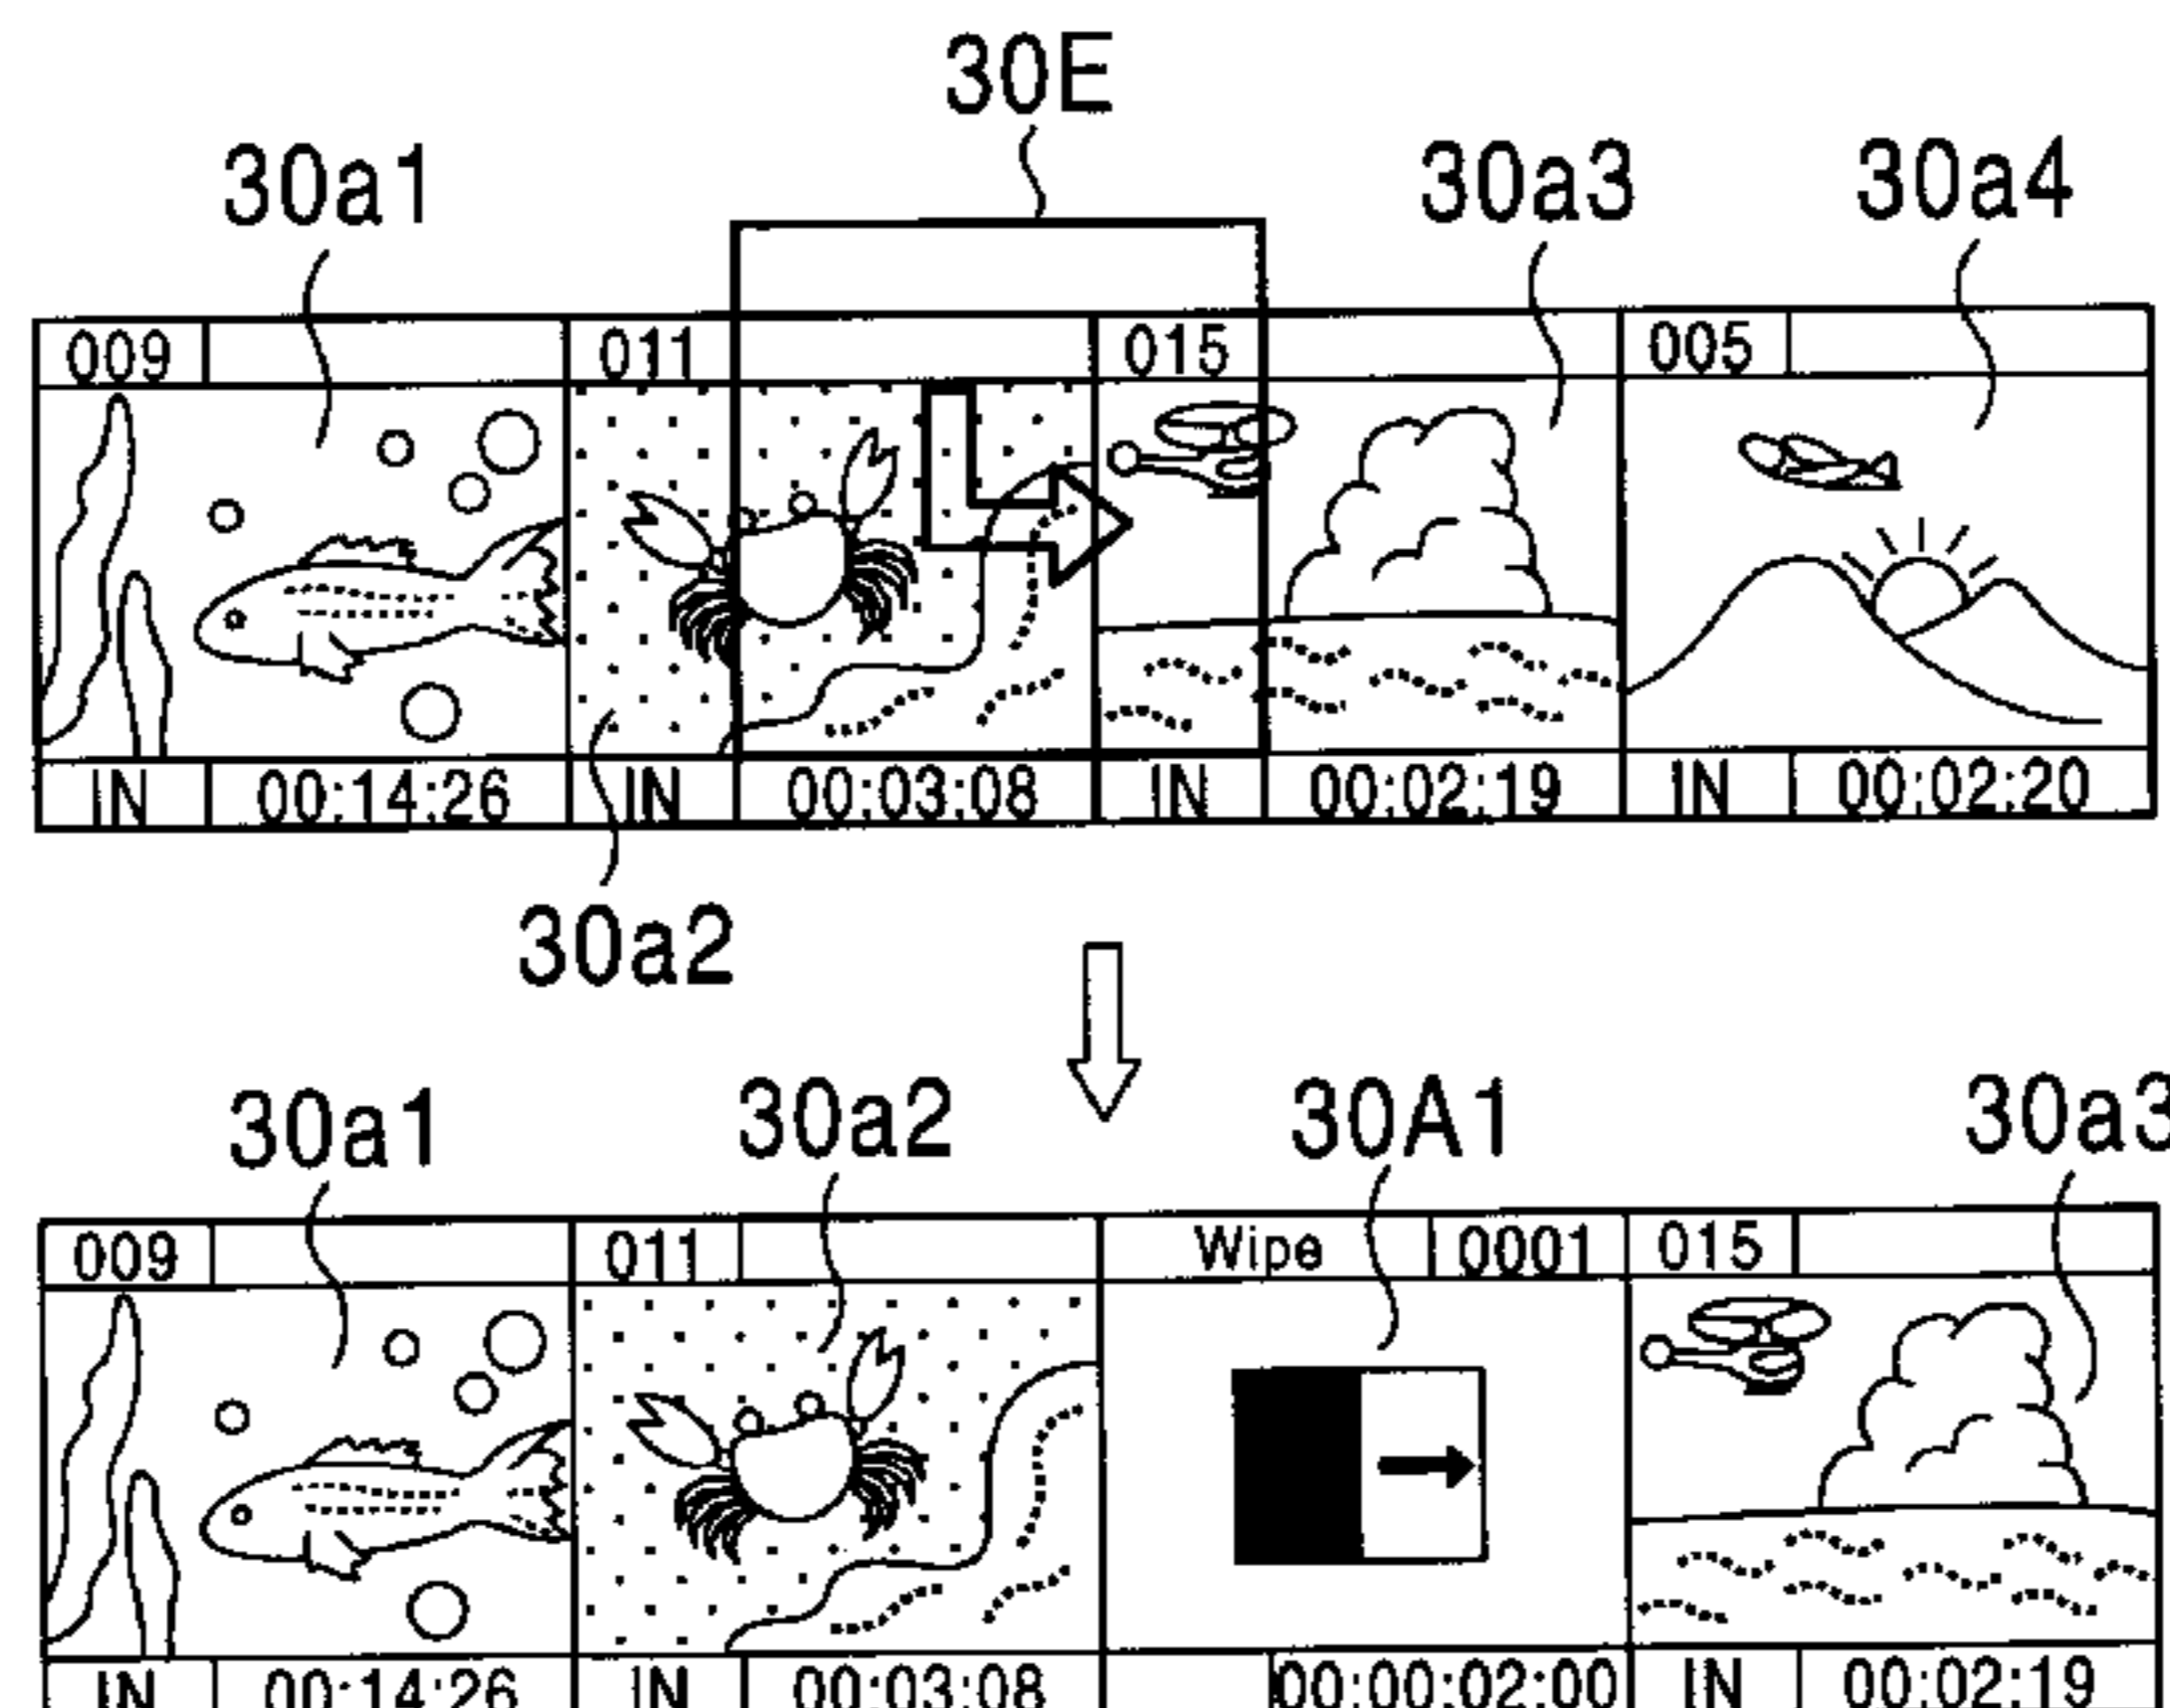 30E
30a1 30a3 30a4
009 011 015 005
IN 00:14:26 IN 00:03:08 IN 00:02:19 IN 00:02:20
30a2
30a1 30a2 30A1 30a3
009 011 Wipe 0001 015
IN 00:14:26 IN 00:03:08 00:00:02:00 IN 00:02:19